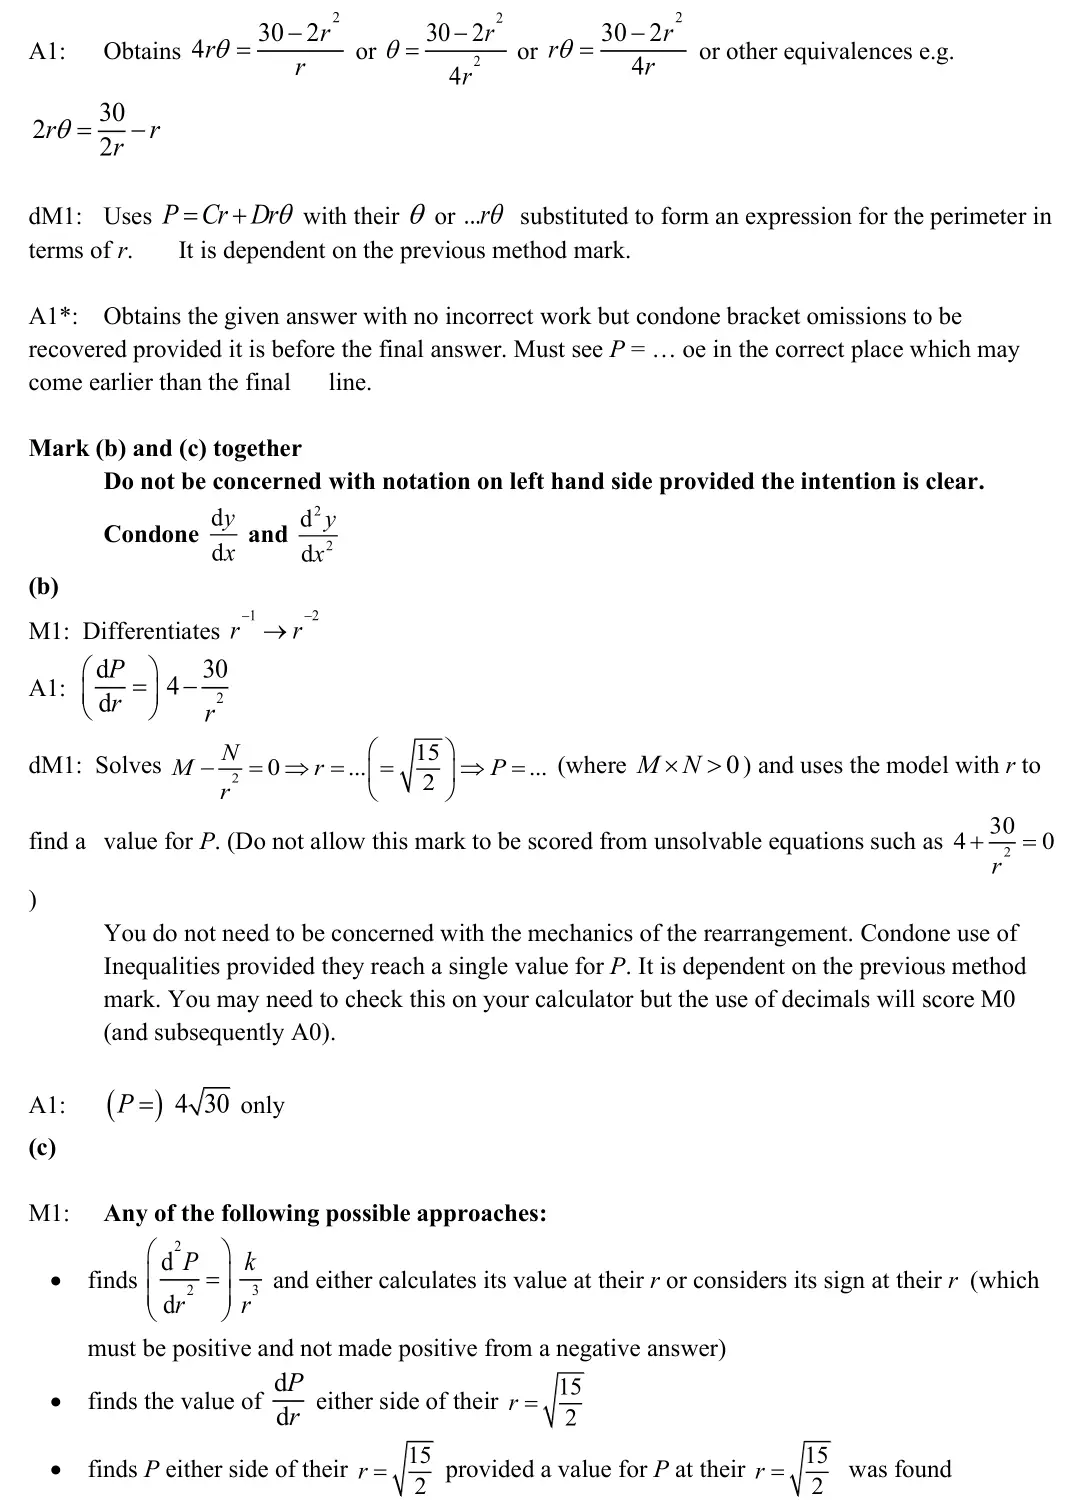 A1: Obtains 4rθ = (30 − 2r²)/r or θ = (30 − 2r²)/(4r²) or rθ = (30 − 2r²)/(4r) or other equivalences e.g.
2rθ = 30/(2r) − r
dM1: Uses P = Cr + Drθ with their θ or ...rθ substituted to form an expression for the perimeter in
terms of r. It is dependent on the previous method mark.
A1*: Obtains the given answer with no incorrect work but condone bracket omissions to be
recovered provided it is before the final answer. Must see P = … oe in the correct place which may
come earlier than the final line.
Mark (b) and (c) together
Do not be concerned with notation on left hand side provided the intention is clear.
Condone dy/dx and d²y/dx²
(b)
M1: Differentiates r⁻¹ → r⁻²
A1: (dP/dr =) 4 − 30/r²
dM1: Solves M − N/r² = 0 ⇒ r = ...(= √(15/2)) ⇒ P = ... (where M × N > 0) and uses the model with r to
find a value for P. (Do not allow this mark to be scored from unsolvable equations such as 4 + 30/r² = 0
)
You do not need to be concerned with the mechanics of the rearrangement. Condone use of
Inequalities provided they reach a single value for P. It is dependent on the previous method
mark. You may need to check this on your calculator but the use of decimals will score M0
(and subsequently A0).
A1: (P =) 4√30 only
(c)
M1: Any of the following possible approaches:
• finds (d²P/dr² =) k/r³ and either calculates its value at their r or considers its sign at their r (which
must be positive and not made positive from a negative answer)
• finds the value of dP/dr either side of their r = √(15/2)
• finds P either side of their r = √(15/2) provided a value for P at their r = √(15/2) was found